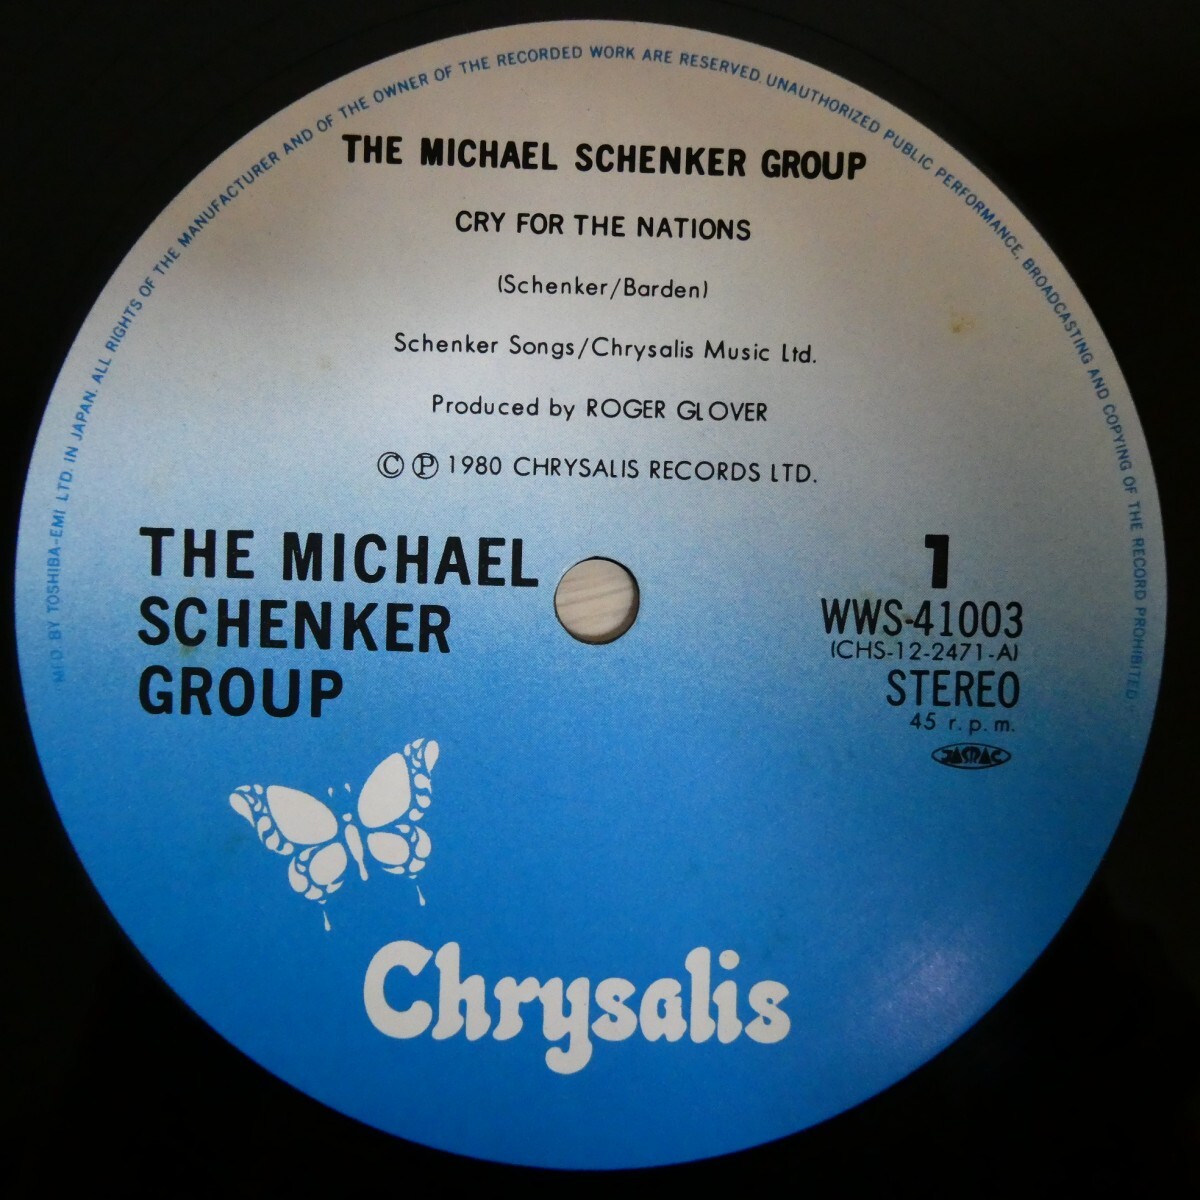 MFD BY TOSHIBA-EMI LTD IN JAPAN. ALL RIGHTS OF THE MANUFACTURER AND OF THE OWNER OF THE RECORDED WORK ARE RESERVED. UNAUTHORIZED PUBLIC PERFORMANCE, BROADCASTING AND COPYING OF THE RECORD PROHIBITED
THE MICHAEL SCHENKER GROUP
CRY FOR THE NATIONS
(Schenker/Barden)
Schenker Songs/Chrysalis Music Ltd.
Produced by ROGER GLOVER
Ⓒ Ⓟ 1980 CHRYSALIS RECORDS LTD.
THE MICHAEL
SCHENKER
GROUP
1
WWS-41003
(CHS-12-2471-A)
STEREO
45 r.p.m.
JASRAC
Chrysalis